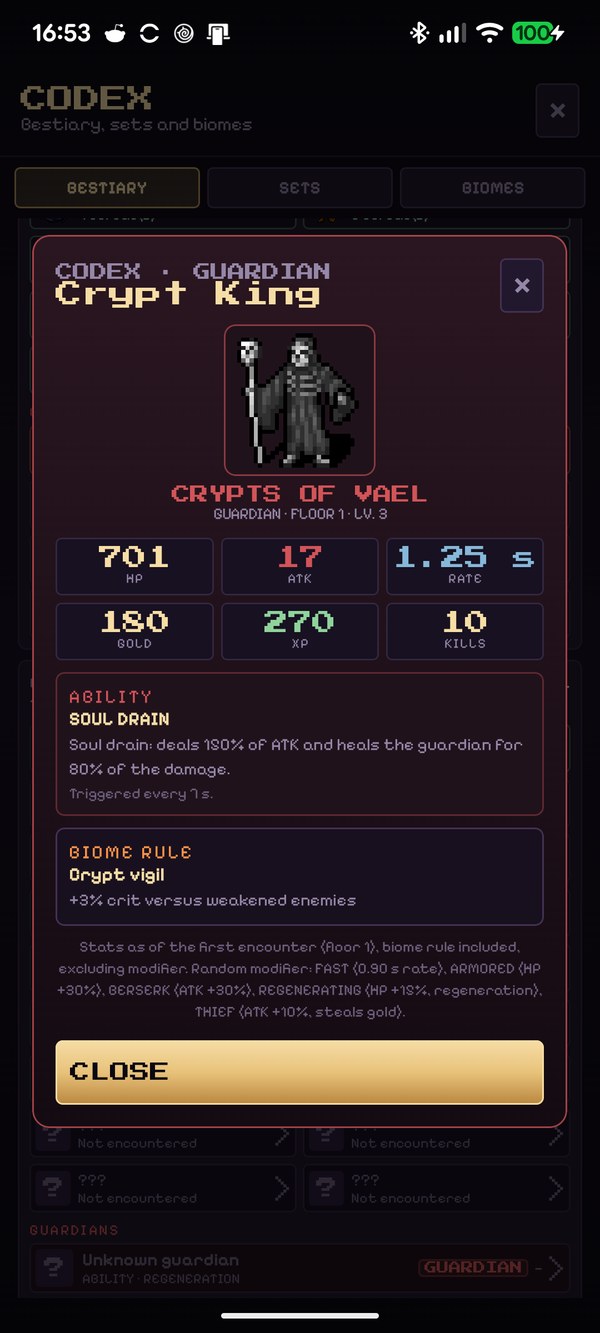 16:53
100
CODEX
Bestiary, sets and biomes
BESTIARY
SETS
BIOMES
CODEX · GUARDIAN
Crypt King
CRYPTS OF VAEL
GUARDIAN · FLOOR 1 · LV. 3
701
HP
17
ATK
1.25 s
RATE
180
GOLD
270
XP
10
KILLS
ABILITY
SOUL DRAIN
Soul drain: deals 180% of ATK and heals the guardian for
80% of the damage.
Triggered every 7 s.
BIOME RULE
Crypt vigil
+3% crit versus weakened enemies
Stats as of the first encounter (floor 1), biome rule included,
excluding modifier. Random modifier: FAST (0.90 s rate), ARMORED (HP
+30%), BERSERK (ATK +30%), REGENERATING (HP +18%, regeneration),
THIEF (ATK +10%, steals gold).
CLOSE
???
Not encountered
???
Not encountered
???
Not encountered
???
Not encountered
GUARDIANS
Unknown guardian
ABILITY · REGENERATION
GUARDIAN -